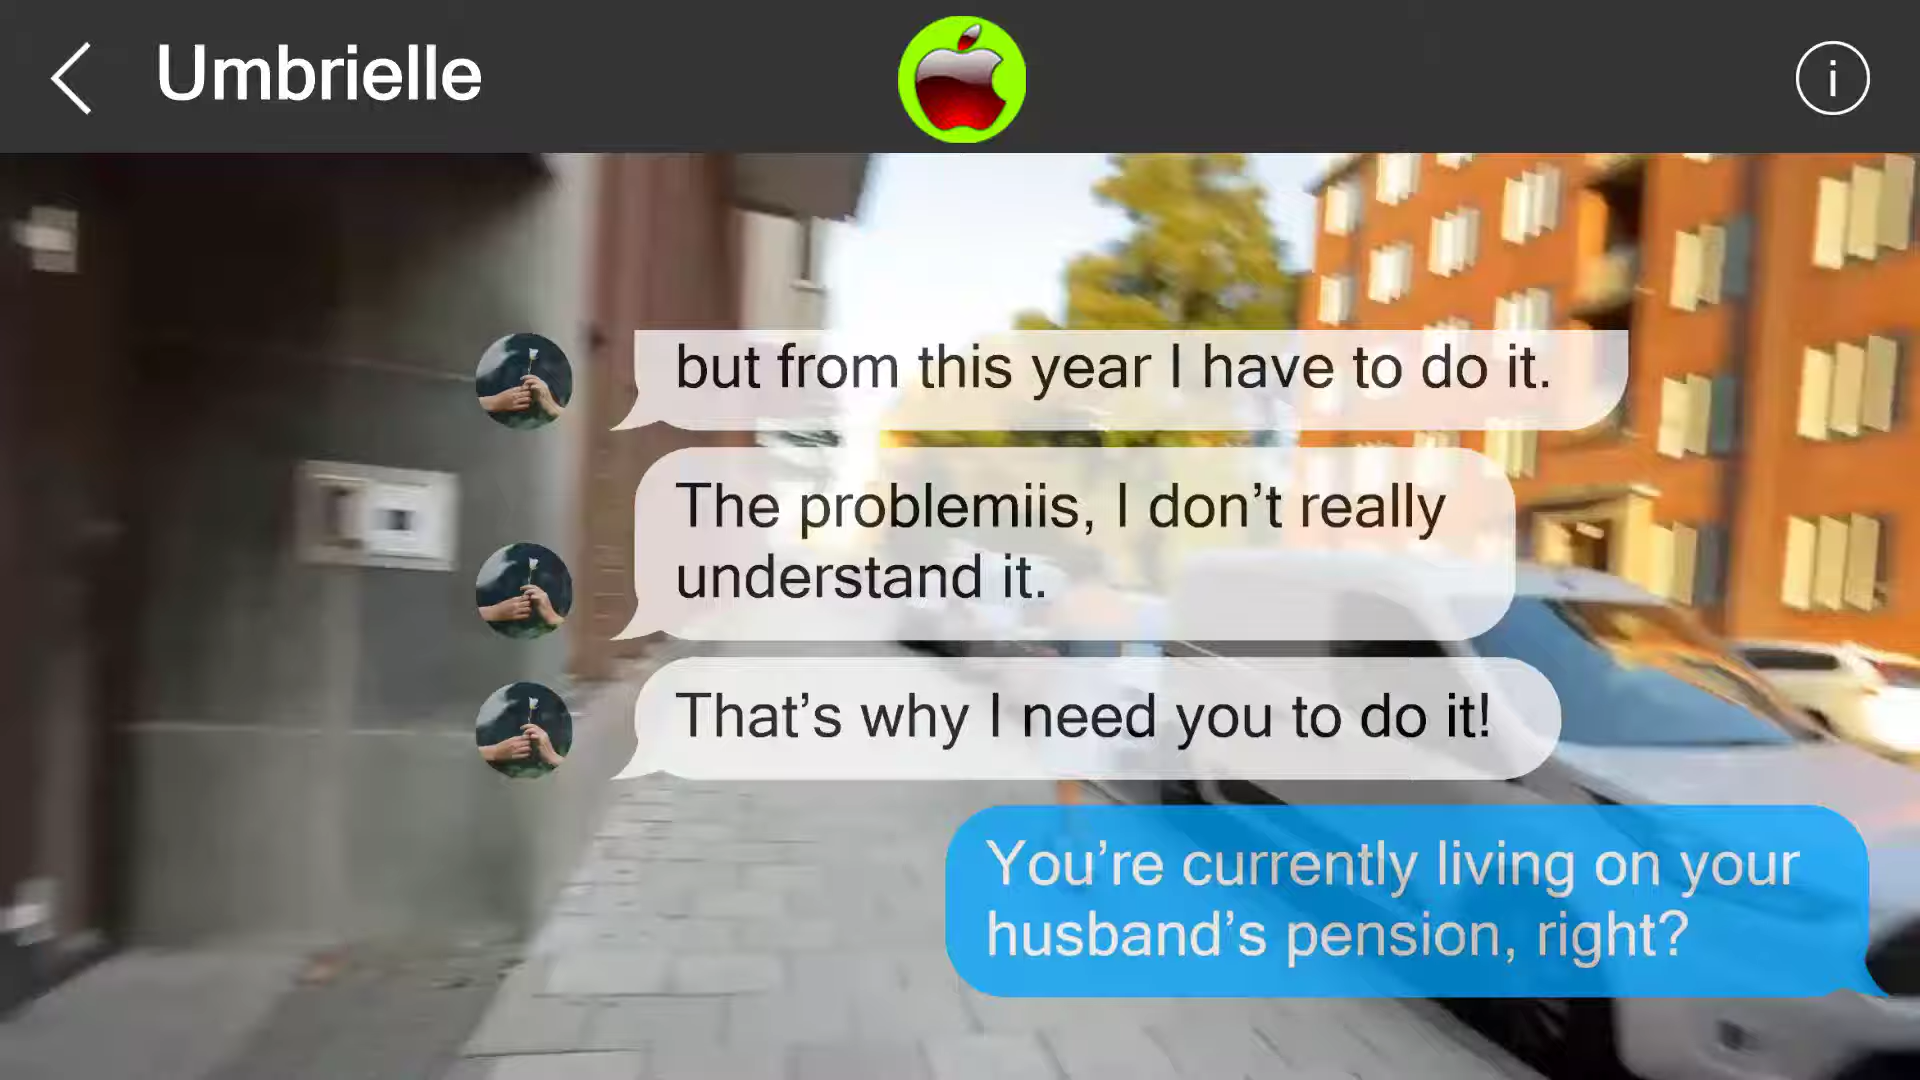 Umbrielle
i
but from this year I have to do it.
The problemiis, I don’t really
understand it.
That’s why I need you to do it!
You’re currently living on your
husband’s pension, right?